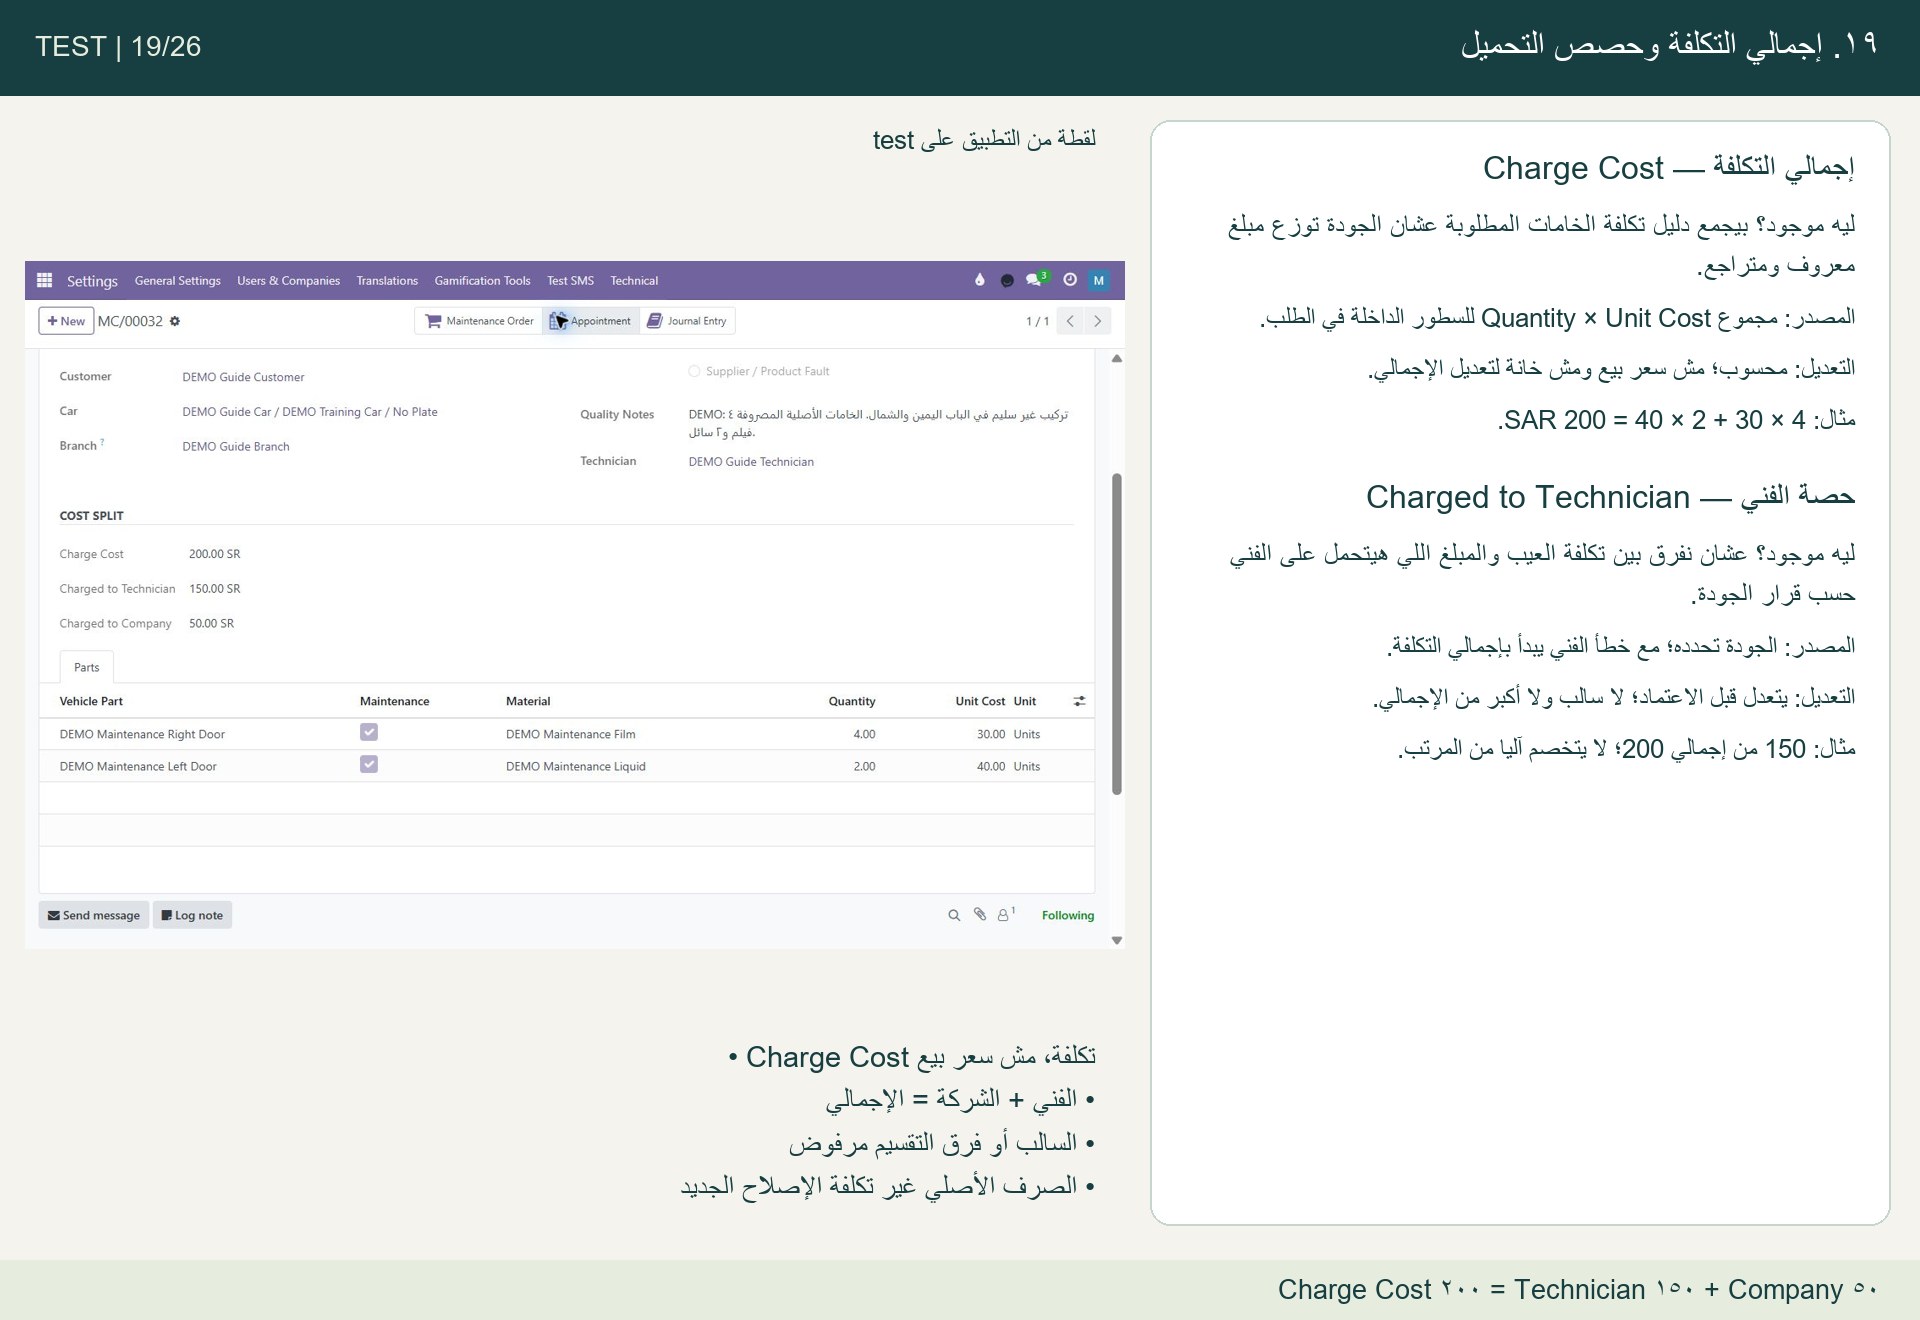 ١٩. إجمالي التكلفة وحصص التحميل
TEST | 19/26
إجمالي التكلفة — Charge Cost
ليه موجود؟ بيجمع دليل تكلفة الخامات المطلوبة عشان الجودة توزع مبلغ
معروف ومتراجع.
المصدر: مجموع Quantity × Unit Cost للسطور الداخلة في الطلب.
التعديل: محسوب؛ مش سعر بيع ومش خانة لتعديل الإجمالي.
مثال: 4 × 30 + 2 × 40 = 200 SAR.
حصة الفني — Charged to Technician
ليه موجود؟ عشان نفرق بين تكلفة العيب والمبلغ اللي هيتحمل على الفني
حسب قرار الجودة.
المصدر: الجودة تحدده؛ مع خطأ الفني يبدأ بإجمالي التكلفة.
التعديل: يتعدل قبل الاعتماد؛ لا سالب ولا أكبر من الإجمالي.
مثال: 150 من إجمالي 200؛ لا يتخصم آليا من المرتب.
لقطة من التطبيق على test
Settings General Settings Users & Companies Translations Gamification Tools Test SMS Technical 3 M
+ New MC/00032 Maintenance Order Appointment Journal Entry 1 / 1
Customer DEMO Guide Customer
Supplier / Product Fault
Car DEMO Guide Car / DEMO Training Car / No Plate
Quality Notes DEMO: تركيب غير سليم في الباب اليمين والشمال. الخامات الأصلية المصروفة ٤
فيلم و٢ سائل.
Branch ? DEMO Guide Branch
Technician DEMO Guide Technician
COST SPLIT
Charge Cost 200.00 SR
Charged to Technician 150.00 SR
Charged to Company 50.00 SR
Parts
Vehicle Part Maintenance Material Quantity Unit Cost Unit
DEMO Maintenance Right Door DEMO Maintenance Film 4.00 30.00 Units
DEMO Maintenance Left Door DEMO Maintenance Liquid 2.00 40.00 Units
Send message Log note 1 Following
تكلفة، مش سعر بيع Charge Cost •
• الفني + الشركة = الإجمالي
• السالب أو فرق التقسيم مرفوض
• الصرف الأصلي غير تكلفة الإصلاح الجديد
Charge Cost ٢٠٠ = Technician ١٥٠ + Company ٥٠